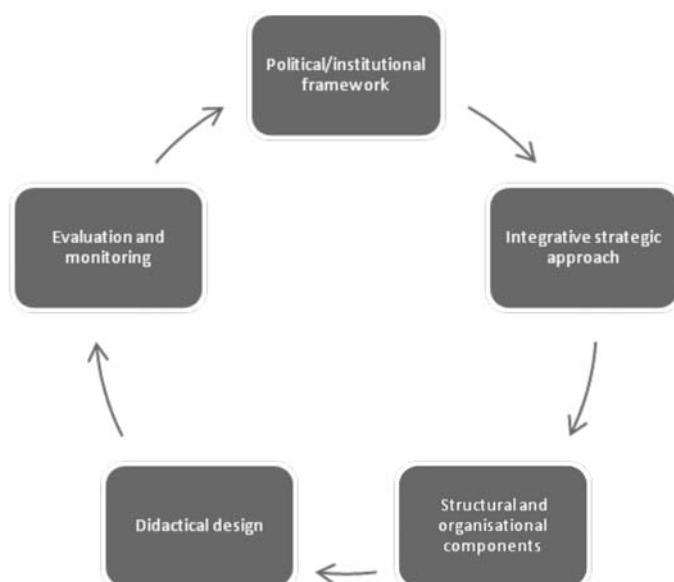 Political/institutional
framework
Integrative strategic
approach
Structural and
organisational
components
Didactical design
Evaluation and
monitoring